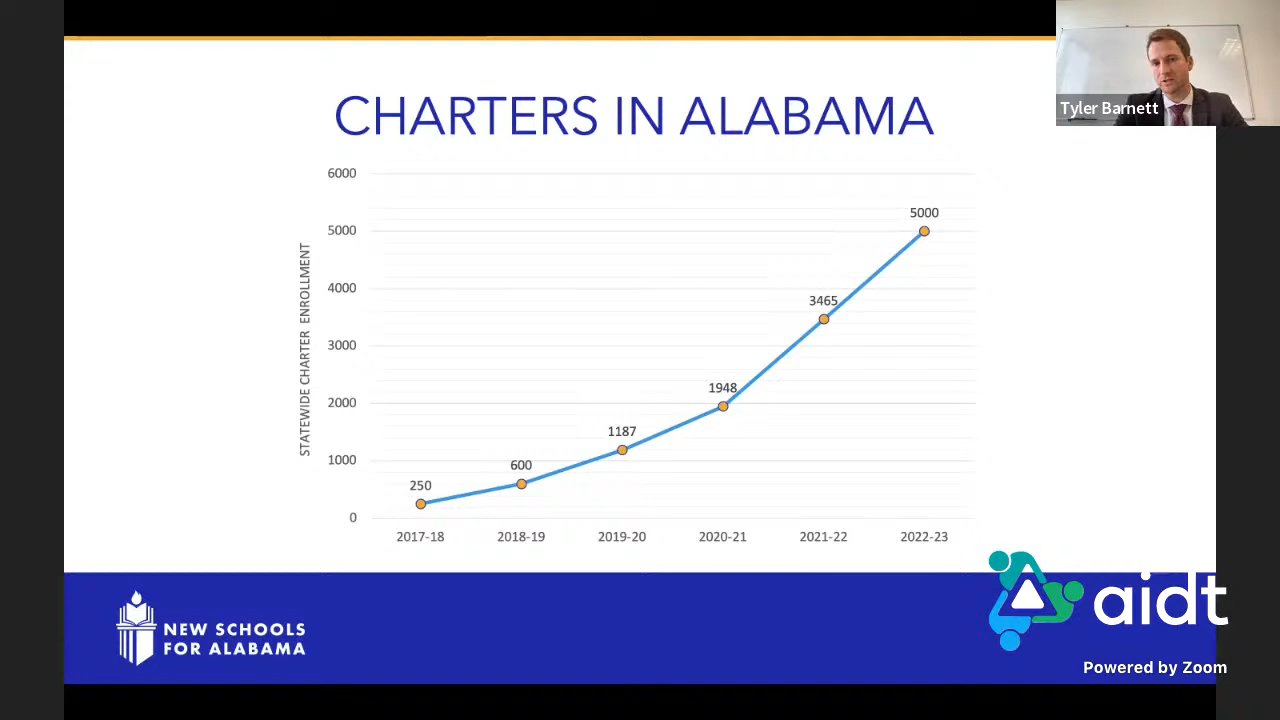 CHARTERS IN ALABAMA
Tyler Barnett
STATEWIDE CHARTER ENROLLMENT
6000
5000
4000
3000
2000
1000
0
250
600
1187
1948
3465
5000
2017-18
2018-19
2019-20
2020-21
2021-22
2022-23
NEW SCHOOLS
FOR ALABAMA
aidt
Powered by Zoom